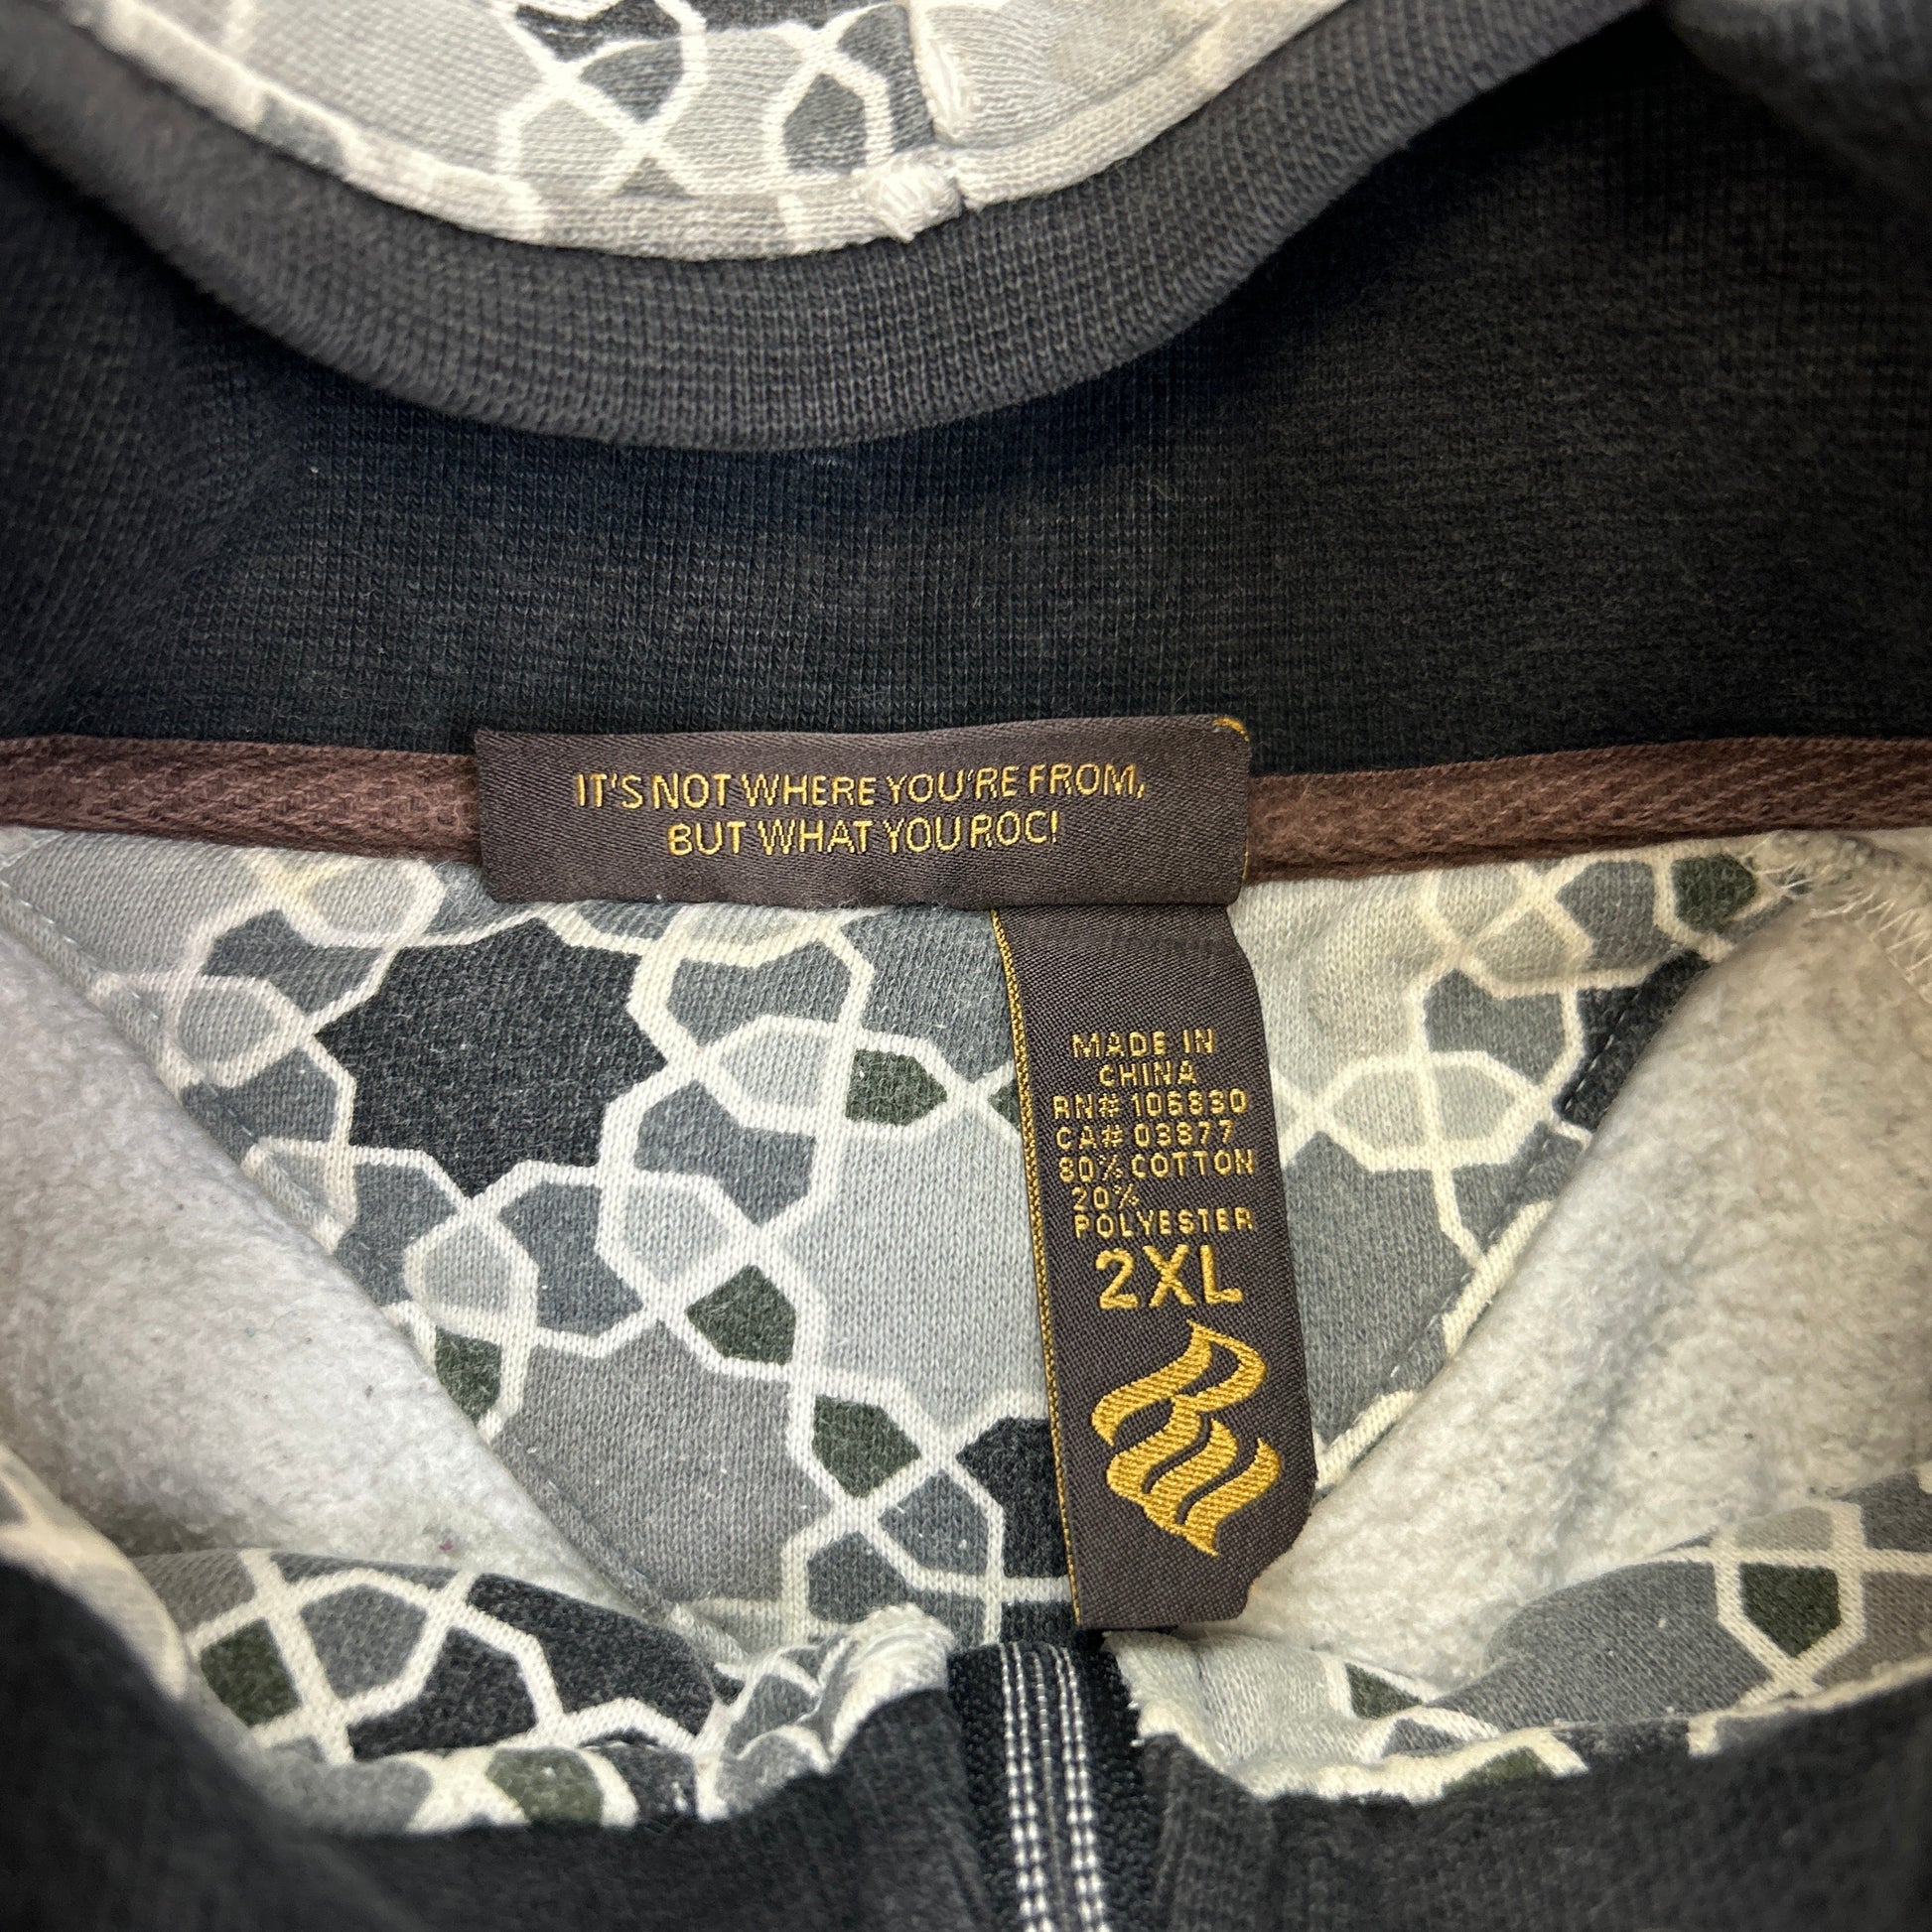 IT'S NOT WHERE YOU'RE FROM,
BUT WHAT YOU ROC!
MADE IN
CHINA
RN# 106830
CA# 03877
80% COTTON
20%
POLYESTER
2XL